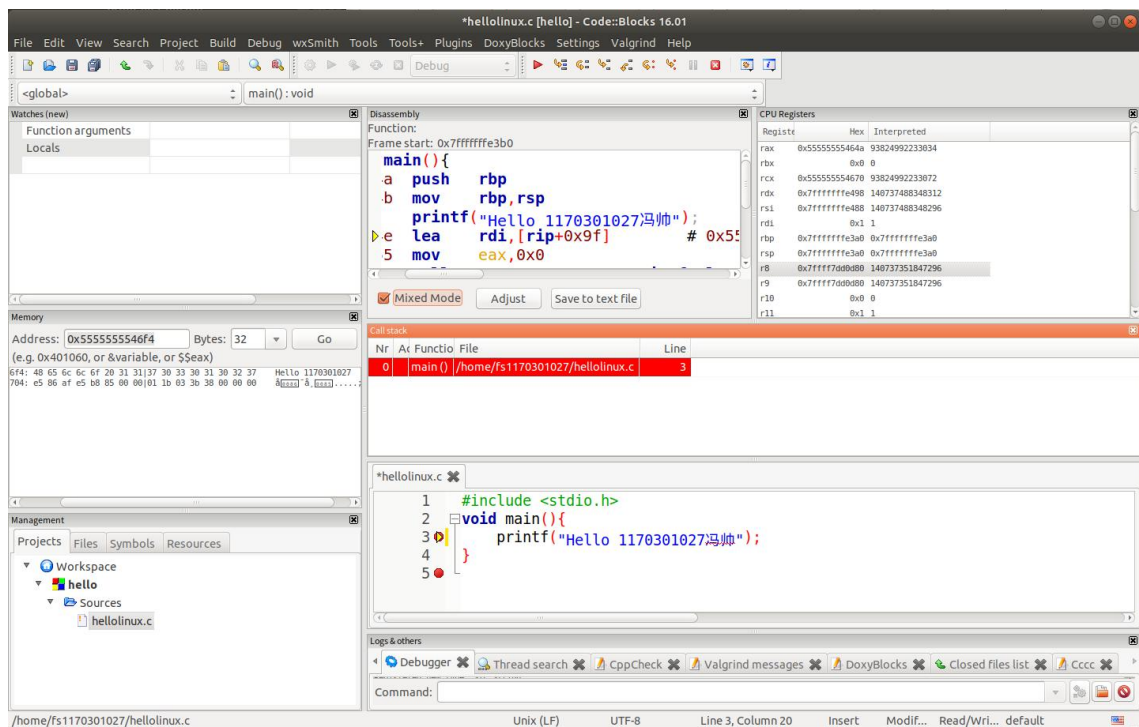 *hellolinux.c [hello] - Code::Blocks 16.01
File Edit View Search Project Build Debug wxSmith Tools Tools+ Plugins DoxyBlocks Settings Valgrind Help
Debug
<global> main() : void
Watches (new)
Function arguments
Locals
Disassembly
Function:
Frame start: 0x7fffffffe3b0
main(){
a push rbp
b mov rbp,rsp
printf("Hello 1170301027冯帅");
e lea rdi,[rip+0x9f] # 0x55
5 mov eax,0x0
Mixed Mode Adjust Save to text file
CPU Registers
Registe Hex Interpreted
rax 0x55555555464a 93824992233034
rbx 0x0 0
rcx 0x555555554670 93824992233072
rdx 0x7fffffffe498 140737488348312
rsi 0x7fffffffe488 140737488348296
rdi 0x1 1
rbp 0x7fffffffe3a0 0x7fffffffe3a0
rsp 0x7fffffffe3a0 0x7fffffffe3a0
r8 0x7ffff7dd0d80 140737351847296
r9 0x7ffff7dd0d80 140737351847296
r10 0x0 0
r11 0x1 1
Memory
Address: 0x5555555546f4 Bytes: 32 Go
(e.g. 0x401060, or &variable, or $$eax)
6f4: 48 65 6c 6c 6f 20 31 31|37 30 33 30 31 30 32 37 Hello 1170301027
704: e5 86 af e5 b8 85 00 00|01 1b 03 3b 38 00 00 00
Call stack
Nr Ac Functio File Line
0 main () /home/fs1170301027/hellolinux.c 3
*hellolinux.c
1 #include <stdio.h>
2 void main(){
3 printf("Hello 1170301027冯帅");
4 }
5
Management
Projects Files Symbols Resources
Workspace
hello
Sources
hellolinux.c
Logs & others
Debugger Thread search CppCheck Valgrind messages DoxyBlocks Closed files list Cccc
Command:
/home/fs1170301027/hellolinux.c Unix (LF) UTF-8 Line 3, Column 20 Insert Modif... Read/Wri... default